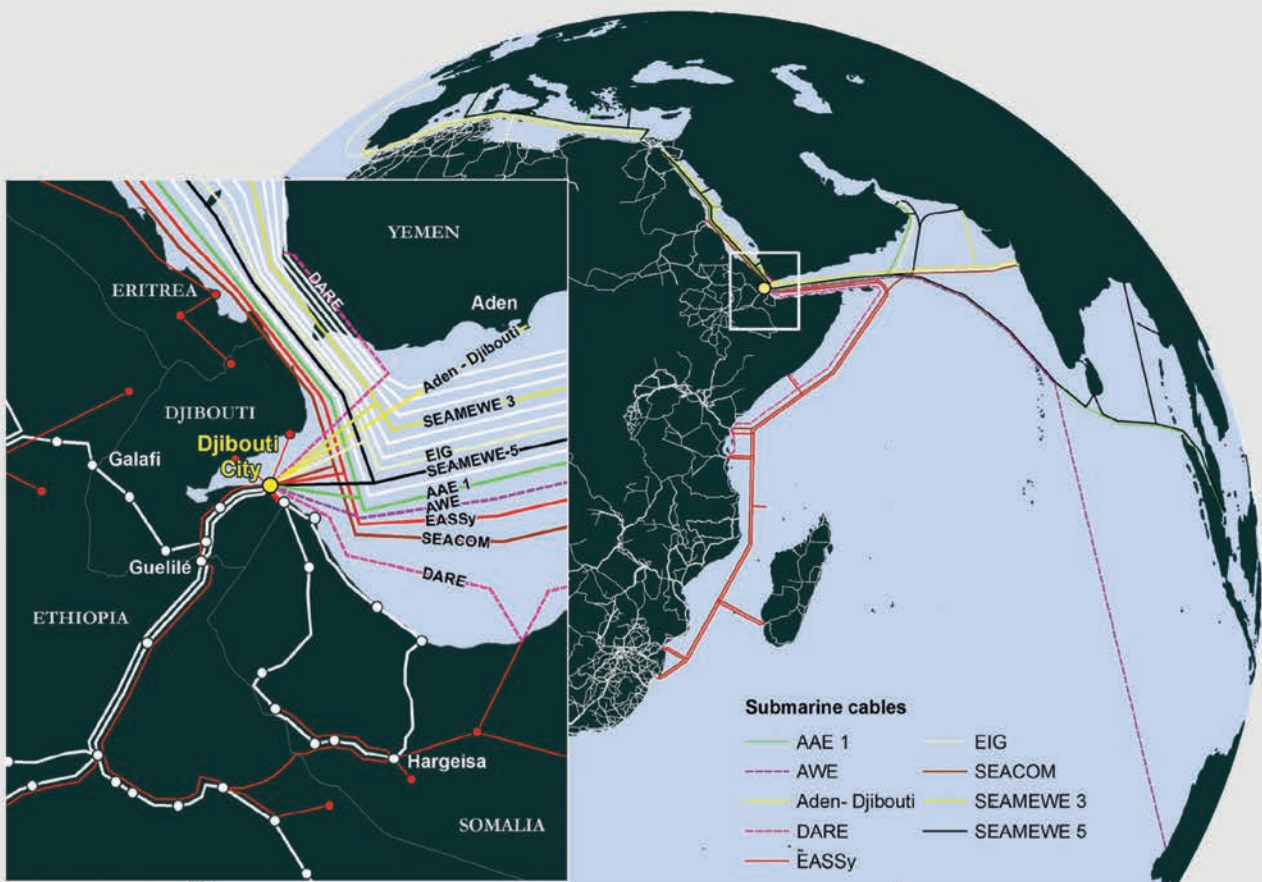 YEMEN
DARE
ERITREA
Aden
Aden - Djibouti
DJIBOUTI
SEAMEWE 3
Djibouti
City
Galafi
EIG
SEAMEWE-5
AAE 1
AWE
EASSy
SEACOM
Guelilé
DARE
ETHIOPIA
Hargeisa
SOMALIA
Submarine cables
AAE 1
AWE
Aden- Djibouti
DARE
EASSy
EIG
SEACOM
SEAMEWE 3
SEAMEWE 5